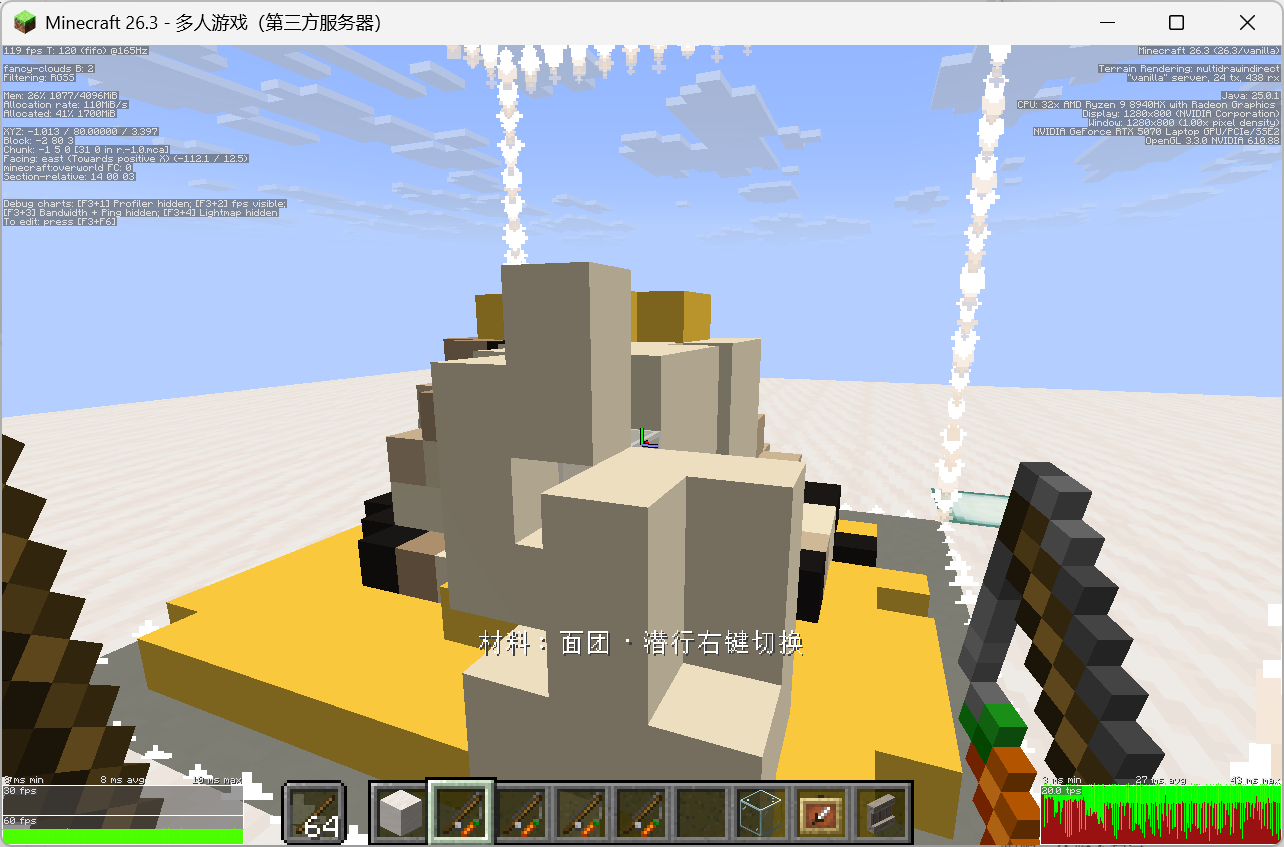 Minecraft 26.3 - 多人游戏（第三方服务器）
119 fps T: 120 (fifo) @165Hz
fancy-clouds B: 2
Filtering: RGSS
Mem: 26% 1077/4096MiB
Allocation rate: 110MiB/s
Allocated: 41% 1700MiB
XYZ: -1.013 / 80.00000 / 3.397
Block: -2 80 3
Chunk: -1 5 0 [31 0 in r.-1.0.mca]
Facing: east (Towards positive X) (-112.1 / 12.5)
minecraft:overworld FC: 0
Section-relative: 14 00 03
Debug charts: [F3+1] Profiler hidden; [F3+2] fps visible;
[F3+3] Bandwidth + Ping hidden; [F3+4] Lightmap hidden
To edit: press [F3+F6]
Minecraft 26.3 (26.3/vanilla)
Terrain Rendering: multidrawindirect
"vanilla" server, 24 tx, 438 rx
Java: 25.0.1
CPU: 32x AMD Ryzen 9 8940HX with Radeon Graphics
Display: 1280x800 (NVIDIA Corporation)
Window: 1280x800 (1.00x pixel density)
NVIDIA GeForce RTX 5070 Laptop GPU/PCIe/SSE2
OpenGL 3.3.0 NVIDIA 610.88
材料：面团 · 潜行右键切换
8 ms avg
10 ms max
30 fps
60 fps
64
3 ms min
27 ms avg
43 ms max
20.0 tps